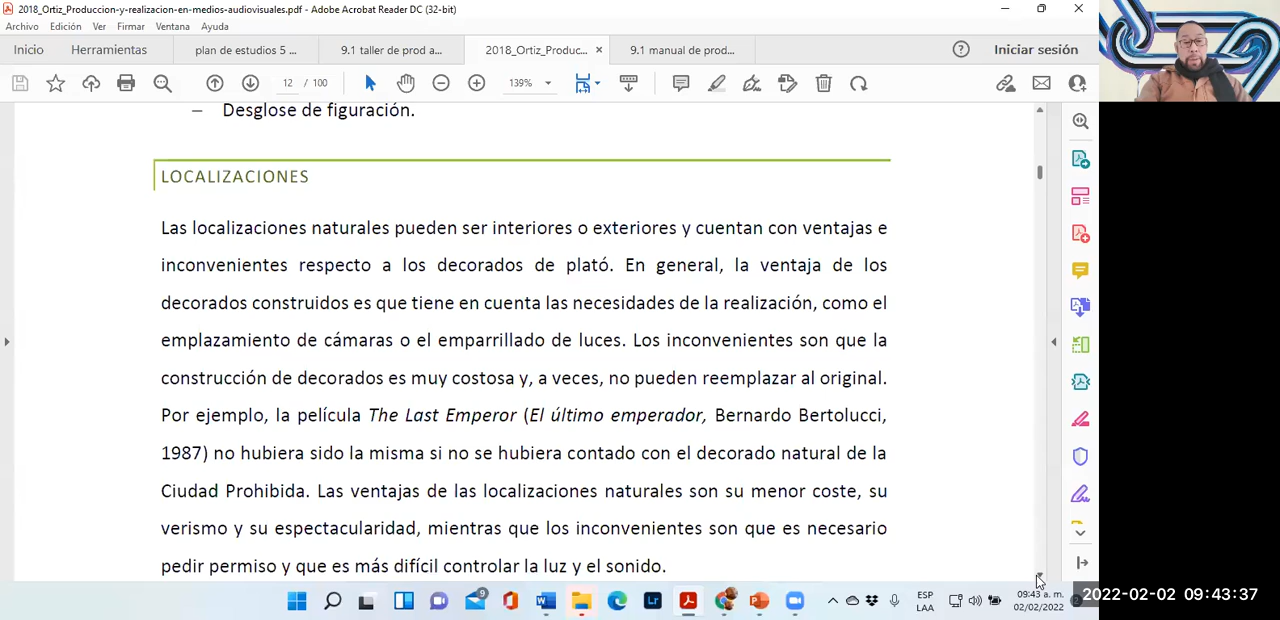 2018_Ortiz_Produccion-y-realizacion-en-medios-audiovisuales.pdf - Adobe Acrobat Reader DC (32-bit)
Archivo Edición Ver Firmar Ventana Ayuda
Inicio Herramientas plan de estudios 5 ... 9.1 taller de prod a... 2018_Ortiz_Produc... × 9.1 manual de prod... Iniciar sesión
12 / 100 139%
– Desglose de figuración.
LOCALIZACIONES
Las localizaciones naturales pueden ser interiores o exteriores y cuentan con ventajas e
inconvenientes respecto a los decorados de plató. En general, la ventaja de los
decorados construidos es que tiene en cuenta las necesidades de la realización, como el
emplazamiento de cámaras o el emparrillado de luces. Los inconvenientes son que la
construcción de decorados es muy costosa y, a veces, no pueden reemplazar al original.
Por ejemplo, la película The Last Emperor (El último emperador, Bernardo Bertolucci,
1987) no hubiera sido la misma si no se hubiera contado con el decorado natural de la
Ciudad Prohibida. Las ventajas de las localizaciones naturales son su menor coste, su
verismo y su espectacularidad, mientras que los inconvenientes son que es necesario
pedir permiso y que es más difícil controlar la luz y el sonido.
9 ESP 09:43 a. m.
LAA 02/02/2022
2022-02-02 09:43:37